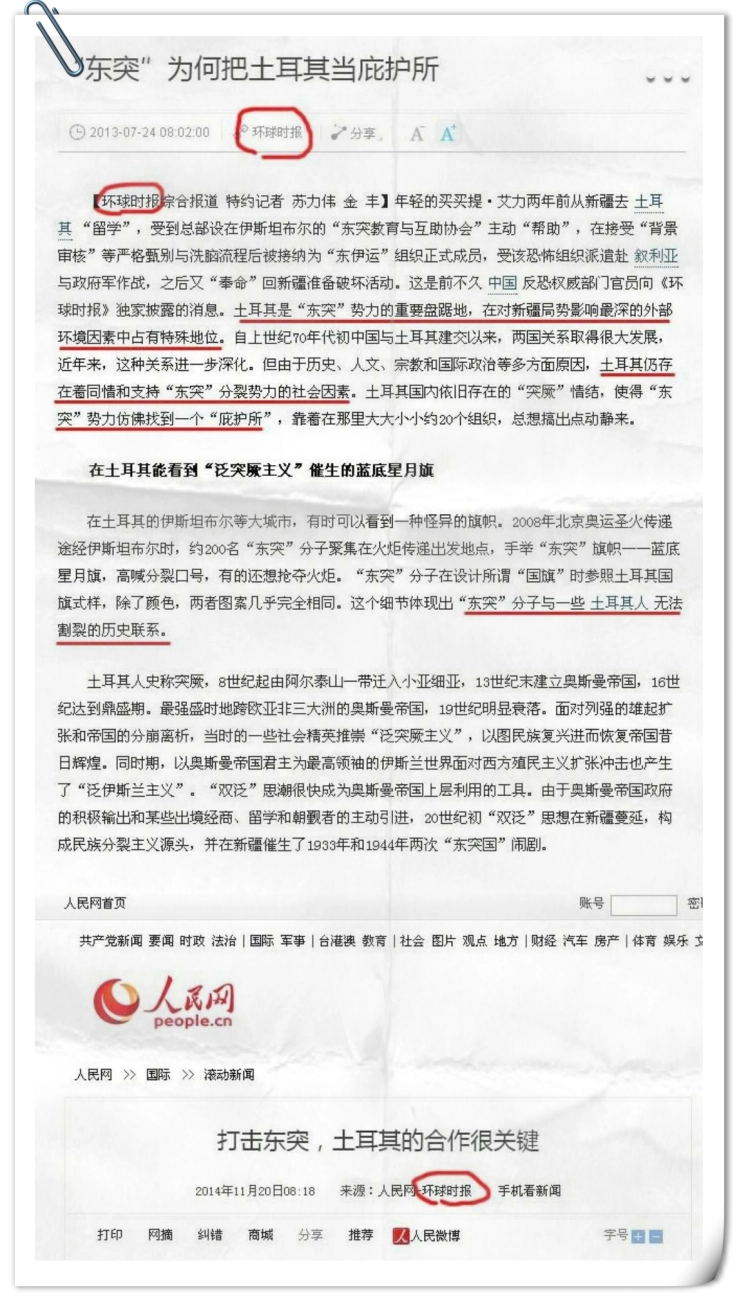 “东突”为何把土耳其当庇护所
2013-07-24 08:02:00 环球时报 分享 A- A+
【环球时报综合报道 特约记者 苏力伟 金 丰】年轻的买买提·艾力两年前从新疆去 土耳
其 “留学”，受到总部设在伊斯坦布尔的“东突教育与互助协会”主动“帮助”，在接受“背景
审核”等严格甄别与洗脑流程后被接纳为“东伊运”组织正式成员，受该恐怖组织派遣赴 叙利亚
与政府军作战，之后又“奉命”回新疆准备破坏活动。这是前不久 中国 反恐权威部门官员向《环
球时报》独家披露的消息。土耳其是“东突”势力的重要盘踞地，在对新疆局势影响最深的外部
环境因素中占有特殊地位。自上世纪70年代初中国与土耳其建交以来，两国关系取得很大发展，
近年来，这种关系进一步深化。但由于历史、人文、宗教和国际政治等多方面原因，土耳其仍存
在着同情和支持“东突”分裂势力的社会因素。土耳其国内依旧存在的“突厥”情结，使得“东
突”势力仿佛找到一个“庇护所”，靠着在那里大大小小约20个组织，总想搞出点动静来。
在土耳其能看到“泛突厥主义”催生的蓝底星月旗
在土耳其的伊斯坦布尔等大城市，有时可以看到一种怪异的旗帜。2008年北京奥运圣火传递
途经伊斯坦布尔时，约200名“东突”分子聚集在火炬传递出发地点，手举“东突”旗帜——蓝底
星月旗，高喊分裂口号，有的还想抢夺火炬。“东突”分子在设计所谓“国旗”时参照土耳其国
旗式样，除了颜色，两者图案几乎完全相同。这个细节体现出“东突”分子与一些 土耳其人 无法
割裂的历史联系。
土耳其人史称突厥，8世纪起由阿尔泰山一带迁入小亚细亚，13世纪末建立奥斯曼帝国，16世
纪达到鼎盛期。最强盛时地跨欧亚非三大洲的奥斯曼帝国，19世纪明显衰落。面对列强的雄起扩
张和帝国的分崩离析，当时的一些社会精英推崇“泛突厥主义”，以图民族复兴进而恢复帝国昔
日辉煌。同时期，以奥斯曼帝国君主为最高领袖的伊斯兰世界面对西方殖民主义扩张冲击也产生
了“泛伊斯兰主义”。“双泛”思潮很快成为奥斯曼帝国上层利用的工具。由于奥斯曼帝国政府
的积极输出和某些出境经商、留学和朝觐者的主动引进，20世纪初“双泛”思想在新疆蔓延，构
成民族分裂主义源头，并在新疆催生了1933年和1944年两次“东突国”闹剧。
人民网首页 账号 密
共产党新闻 要闻 时政 法治 | 国际 军事 | 台港澳 教育 | 社会 图片 观点 地方 | 财经 汽车 房产 | 体育 娱乐 文
人民网
people.cn
人民网 >> 国际 >> 滚动新闻
打击东突，土耳其的合作很关键
2014年11月20日08:18 来源：人民网-环球时报 手机看新闻
打印 网摘 纠错 商城 分享 推荐 人民微博 字号